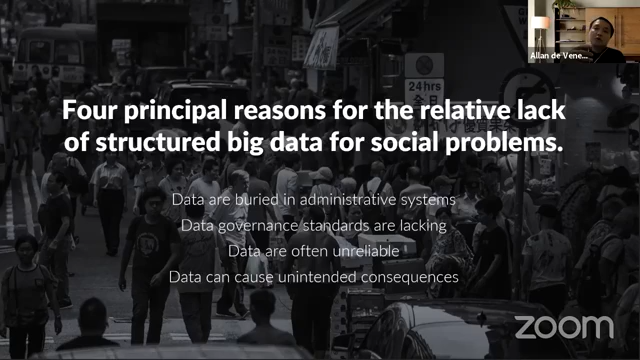 Allan de Vene...
24hrs
Four principal reasons for the relative lack
of structured big data for social problems.
Data are buried in administrative systems
Data governance standards are lacking
Data are often unreliable
Data can cause unintended consequences
zoom